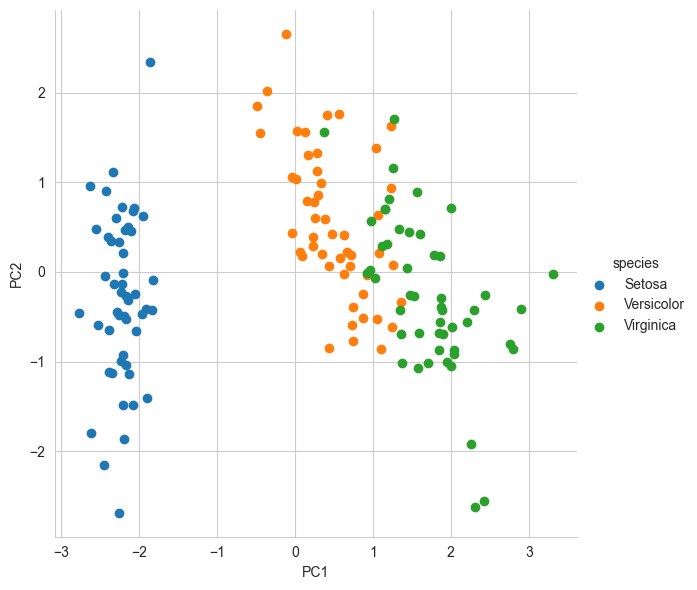 2
1
0
−1
−2
PC2
−3
−2
−1
0
1
2
3
PC1
species
Setosa
Versicolor
Virginica